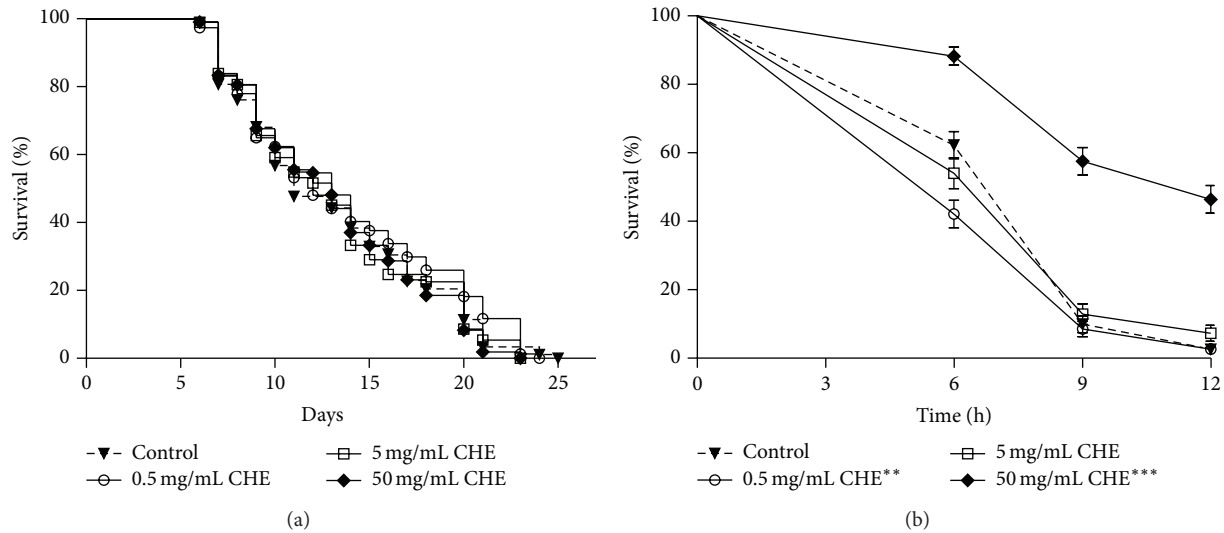 100
80
60
40
20
0
Survival (%)
0 5 10 15 20 25
Days
Control
0.5 mg/mL CHE
5 mg/mL CHE
50 mg/mL CHE
(a)
100
80
60
40
20
0
Survival (%)
0 3 6 9 12
Time (h)
Control
0.5 mg/mL CHE**
5 mg/mL CHE
50 mg/mL CHE***
(b)